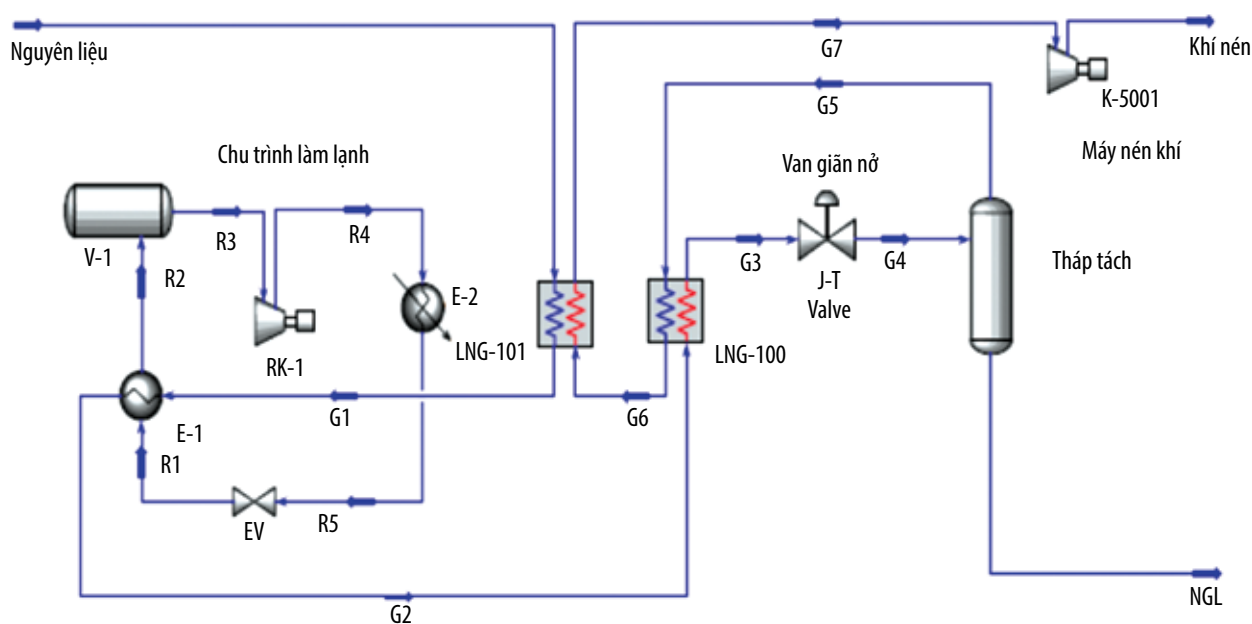 Nguyên liệu
G7
Khí nén
K-5001
G5
Máy nén khí
Chu trình làm lạnh
Van giãn nở
V-1
R3
R4
G3
G4
Tháp tách
J-T
Valve
R2
E-2
RK-1
LNG-101
LNG-100
G1
G6
E-1
R1
EV
R5
G2
NGL